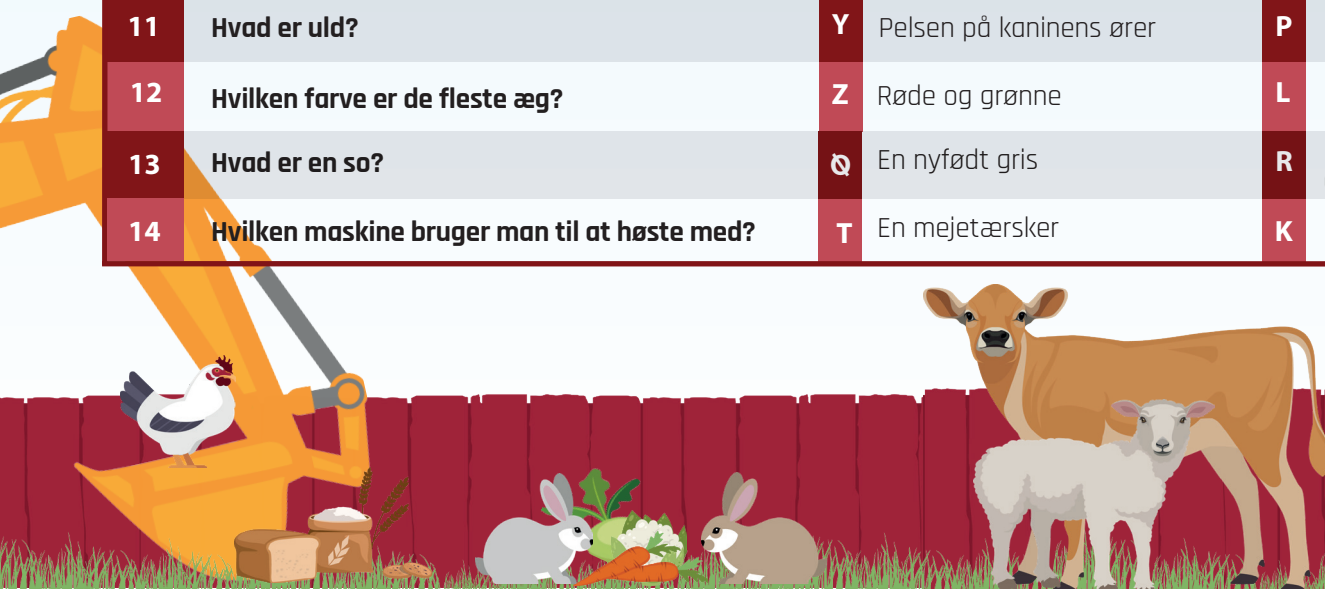 11 Hvad er uld? Y Pelsen på kaninens ører P
12 Hvilken farve er de fleste æg? Z Røde og grønne L
13 Hvad er en so? Ø En nyfødt gris R
14 Hvilken maskine bruger man til at høste med? T En mejetærsker K